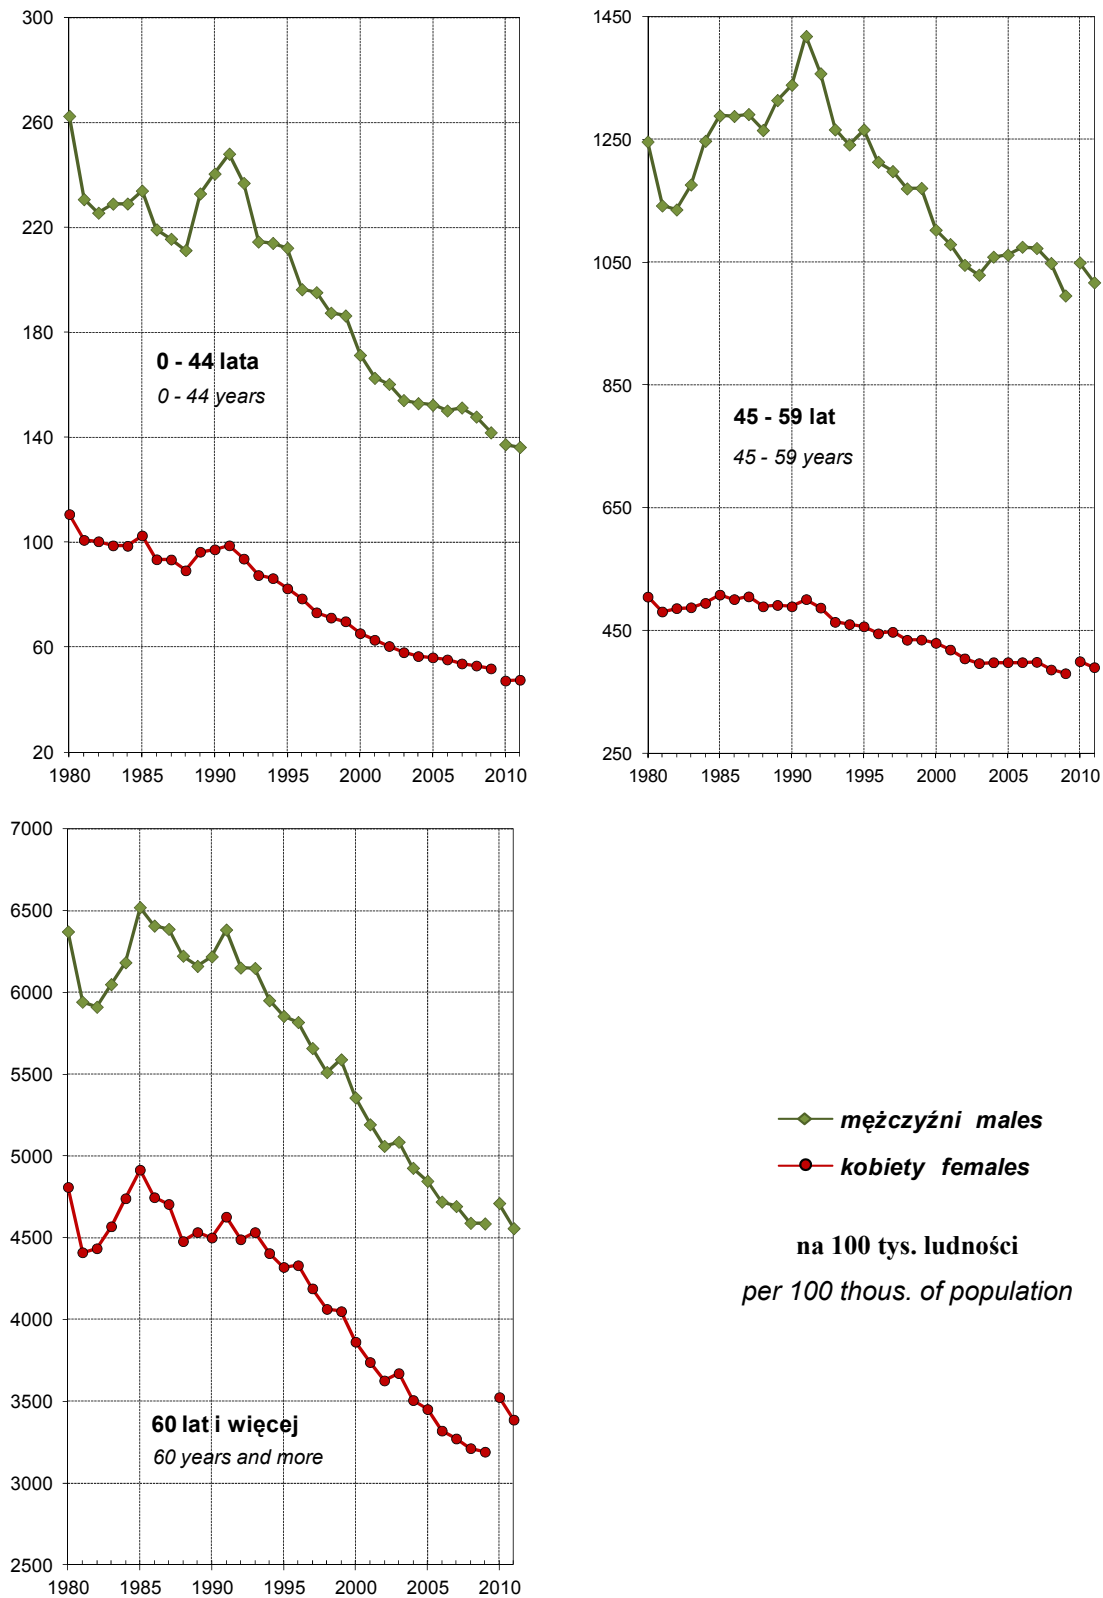 300
260
220
180
140
100
60
20
1980 1985 1990 1995 2000 2005 2010
0 - 44 lata
0 - 44 years
1450
1250
1050
850
650
450
250
1980 1985 1990 1995 2000 2005 2010
45 - 59 lat
45 - 59 years
7000
6500
6000
5500
5000
4500
4000
3500
3000
2500
1980 1985 1990 1995 2000 2005 2010
60 lat i więcej
60 years and more
mężczyźni males
kobiety females
na 100 tys. ludności
per 100 thous. of population